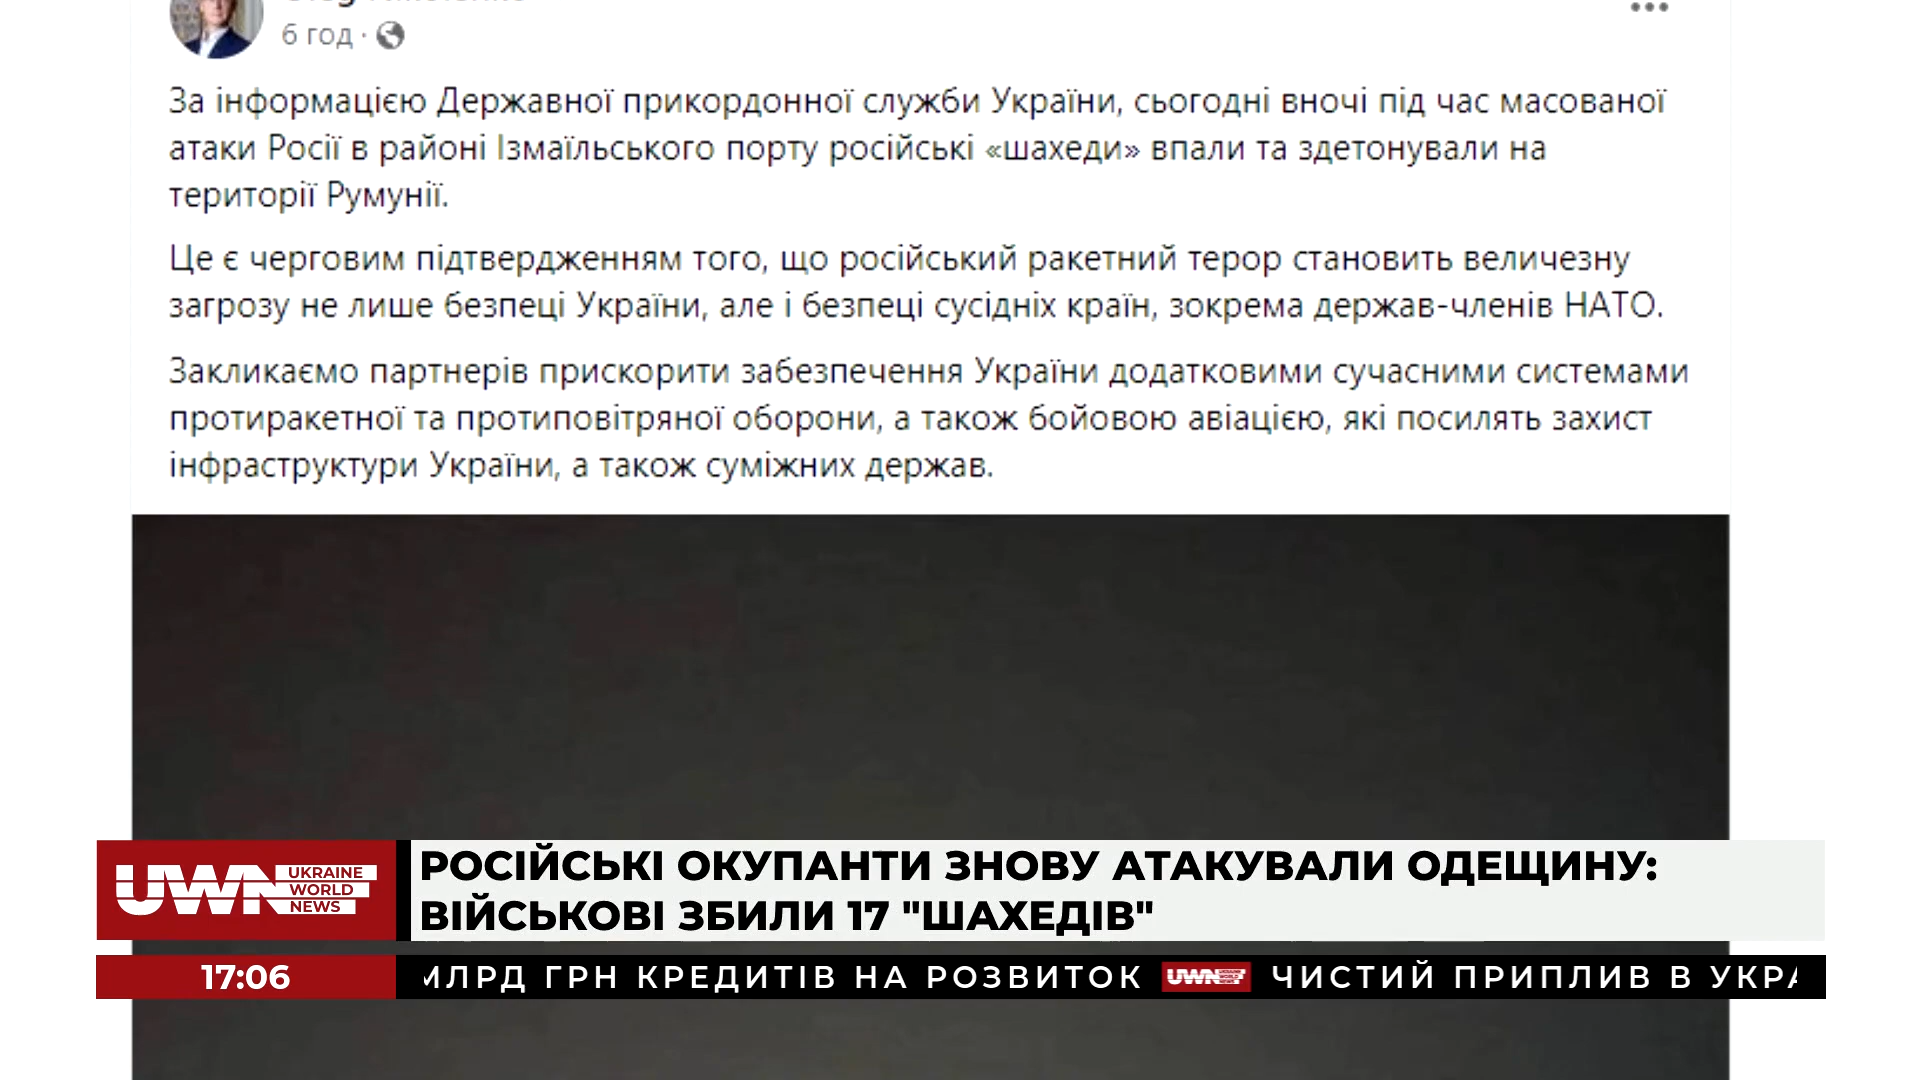 6 год ·
За інформацією Державної прикордонної служби України, сьогодні вночі під час масованої
атаки Росії в районі Ізмаїльського порту російські «шахеди» впали та здетонували на
території Румунії.
Це є черговим підтвердженням того, що російський ракетний терор становить величезну
загрозу не лише безпеці України, але і безпеці сусідніх країн, зокрема держав-членів НАТО.
Закликаємо партнерів прискорити забезпечення України додатковими сучасними системами
протиракетної та протиповітряної оборони, а також бойовою авіацією, які посилять захист
інфраструктури України, а також суміжних держав.
UWN UKRAINE
WORLD
NEWS
РОСІЙСЬКІ ОКУПАНТИ ЗНОВУ АТАКУВАЛИ ОДЕЩИНУ:
ВІЙСЬКОВІ ЗБИЛИ 17 "ШАХЕДІВ"
17:06
МЛРД ГРН КРЕДИТІВ НА РОЗВИТОК UWN ЧИСТИЙ ПРИПЛИВ В УКРА